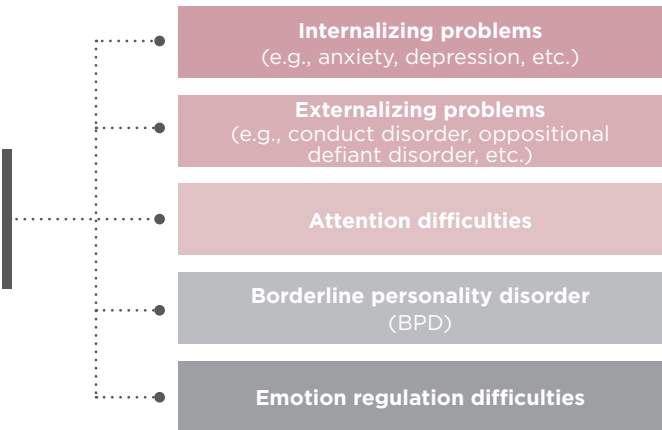 Internalizing problems
(e.g., anxiety, depression, etc.)
Externalizing problems
(e.g., conduct disorder, oppositional
defiant disorder, etc.)
Attention difficulties
Borderline personality disorder
(BPD)
Emotion regulation difficulties